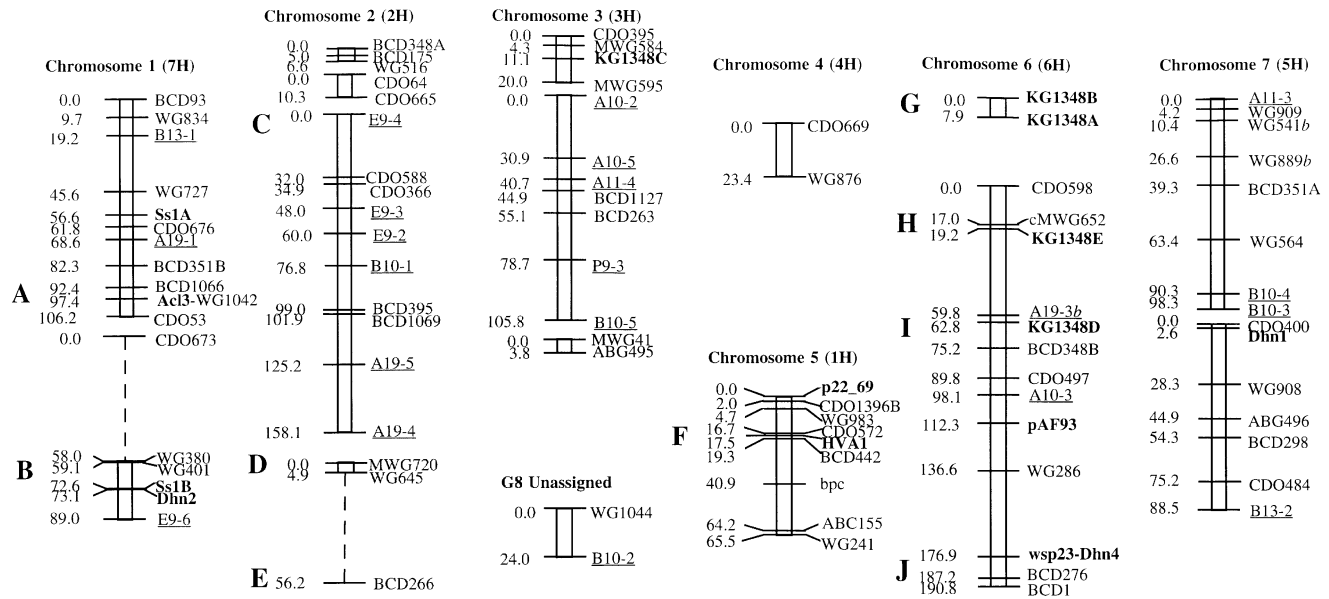 Chromosome 1 (7H)
0.0 BCD93
9.7 WG834
19.2 B13-1
45.6 WG727
56.6 Ss1A
61.8 CDO676
68.6 A19-1
82.3 BCD351B
92.4 BCD1066
A
97.4 Acl3-WG1042
106.2 CDO53
0.0 CDO673
58.0 WG380
59.1 WG401
B
72.6 Ss1B
73.1 Dhn2
89.0 E9-6
Chromosome 2 (2H)
0.0 BCD348A
5.0 BCD175
6.6 WG516
0.0 CDO64
10.3 CDO665
C
0.0 E9-4
32.0 CDO588
34.9 CDO366
48.0 E9-3
60.0 E9-2
76.8 B10-1
99.0 BCD395
101.9 BCD1069
125.2 A19-5
158.1 A19-4
D
0.0 MWG720
4.9 WG645
E
56.2 BCD266
Chromosome 3 (3H)
0.0 CDO395
4.3 MWG584
11.1 KG1348C
20.0 MWG595
0.0 A10-2
30.9 A10-5
40.7 A11-4
44.9 BCD1127
55.1 BCD263
78.7 P9-3
105.8 B10-5
0.0 MWG41
3.8 ABG495
G8 Unassigned
0.0 WG1044
24.0 B10-2
Chromosome 4 (4H)
0.0 CDO669
23.4 WG876
Chromosome 5 (1H)
0.0 p22_69
2.0 CDO1396B
4.7 WG983
F
16.7 CDO572
17.5 HVA1
19.3 BCD442
40.9 bpc
64.2 ABC155
65.5 WG241
Chromosome 6 (6H)
G
0.0 KG1348B
7.9 KG1348A
0.0 CDO598
H
17.0 cMWG652
19.2 KG1348E
59.8 A19-3b
I
62.8 KG1348D
75.2 BCD348B
89.8 CDO497
98.1 A10-3
112.3 pAF93
136.6 WG286
176.9 wsp23-Dhn4
J
187.2 BCD276
190.8 BCD1
Chromosome 7 (5H)
0.0 A11-3
4.2 WG909
10.4 WG541b
26.6 WG889b
39.3 BCD351A
63.4 WG564
90.3 B10-4
98.3 B10-3
0.0 CDO400
2.6 Dhn1
28.3 WG908
44.9 ABG496
54.3 BCD298
75.2 CDO484
88.5 B13-2